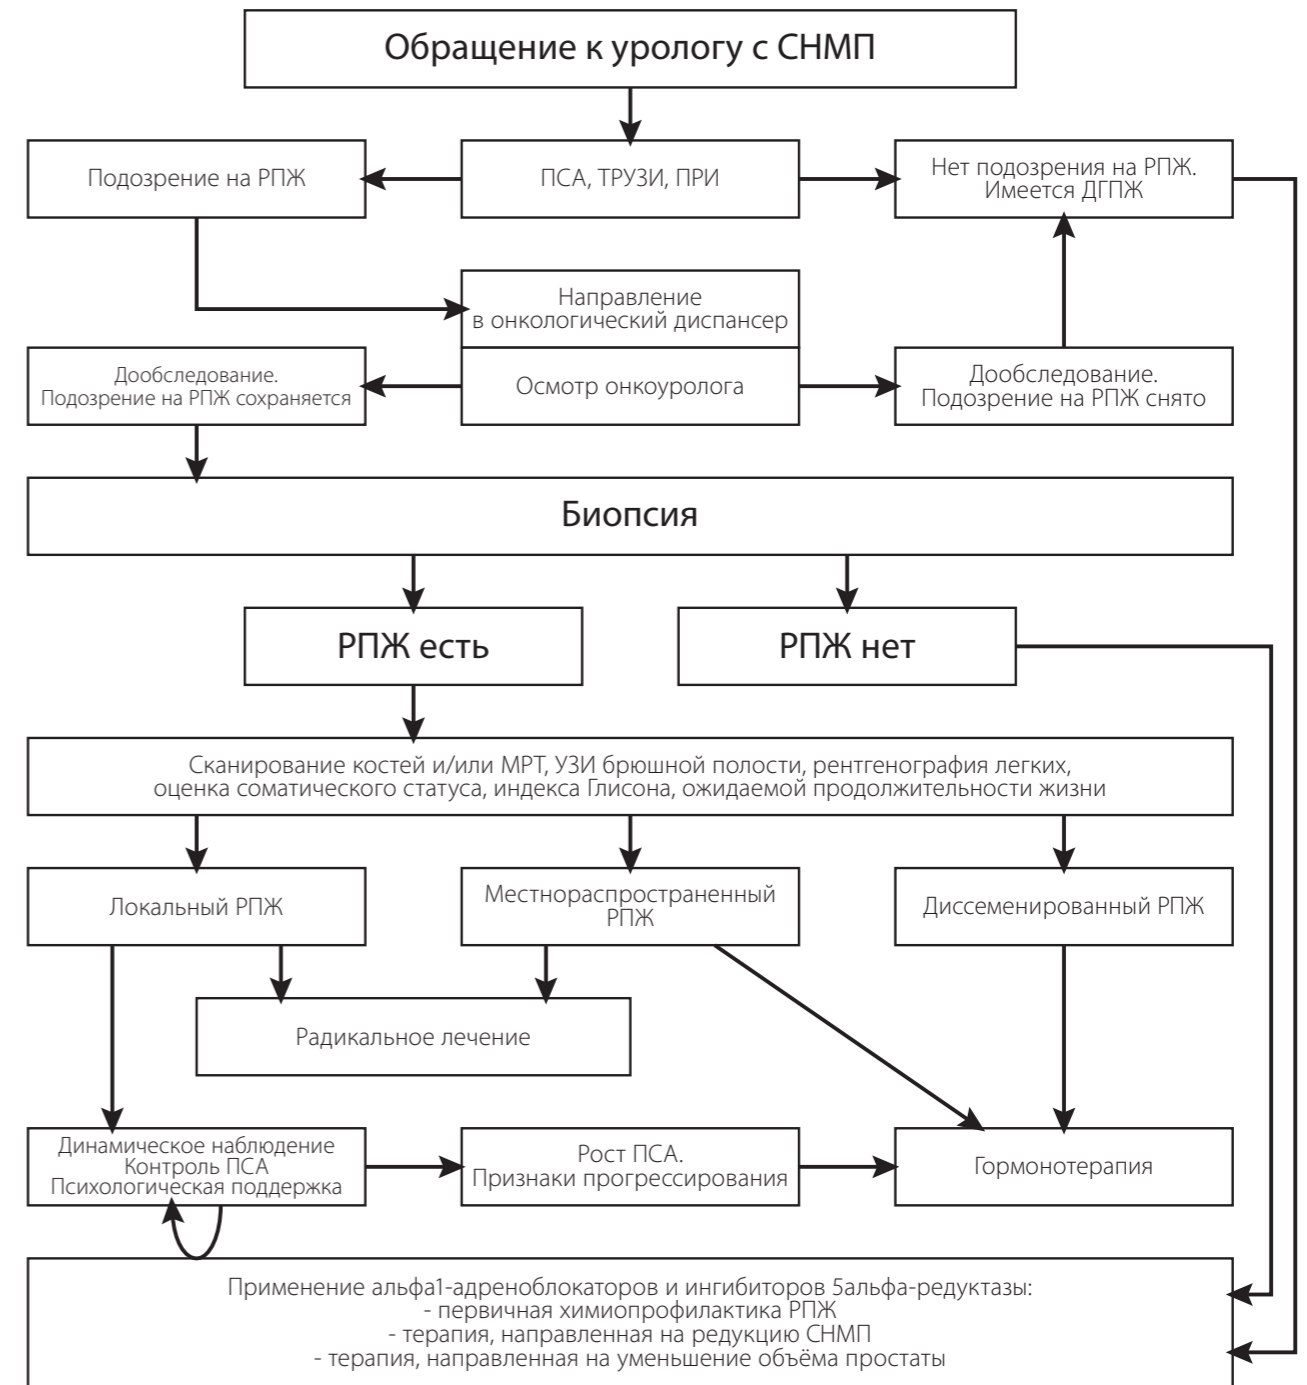 Обращение к урологу с СНМП
Подозрение на РПЖ
ПСА, ТРУЗИ, ПРИ
Нет подозрения на РПЖ.
Имеется ДГПЖ
Направление
в онкологический диспансер
Дообследование.
Подозрение на РПЖ сохраняется
Осмотр онкоуролога
Дообследование.
Подозрение на РПЖ снято
Биопсия
РПЖ есть
РПЖ нет
Сканирование костей и/или МРТ, УЗИ брюшной полости, рентгенография легких,
оценка соматического статуса, индекса Глисона, ожидаемой продолжительности жизни
Локальный РПЖ
Местнораспространенный
РПЖ
Диссеменированный РПЖ
Радикальное лечение
Динамическое наблюдение
Контроль ПСА
Психологическая поддержка
Рост ПСА.
Признаки прогрессирования
Гормонотерапия
Применение альфа1-адреноблокаторов и ингибиторов 5альфа-редуктазы:
- первичная химиопрофилактика РПЖ
- терапия, направленная на редукцию СНМП
- терапия, направленная на уменьшение объёма простаты